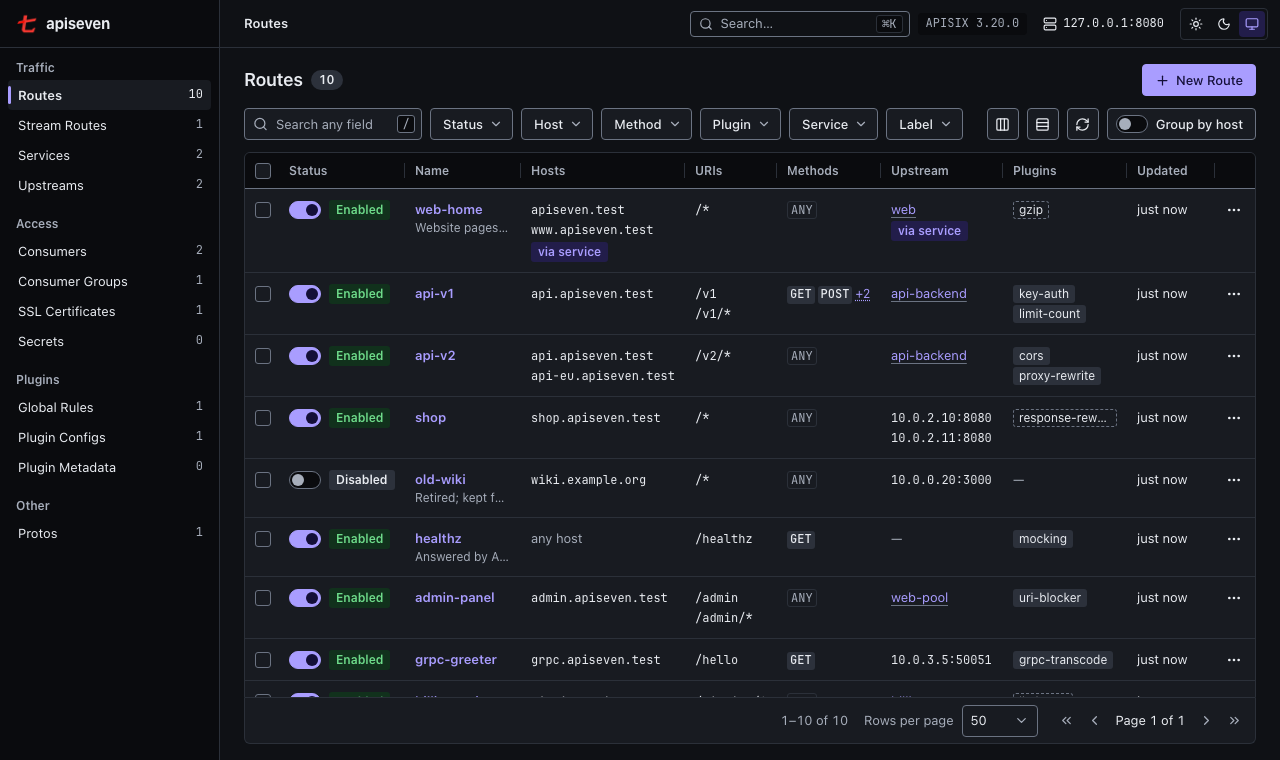 apiseven
Routes
Search…
⌘K
APISIX 3.20.0
127.0.0.1:8080
Traffic
Routes 10
Stream Routes 1
Services 2
Upstreams 2
Access
Consumers 2
Consumer Groups 1
SSL Certificates 1
Secrets 0
Plugins
Global Rules 1
Plugin Configs 1
Plugin Metadata 0
Other
Protos 1
Routes 10
New Route
Search any field /
Status
Host
Method
Plugin
Service
Label
Group by host
Status Name Hosts URIs Methods Upstream Plugins Updated
Enabled web-home apiseven.test /* ANY web gzip just now
Website pages… www.apiseven.test via service
via service
Enabled api-v1 api.apiseven.test /v1 GET POST +2 api-backend key-auth just now
/v1/* limit-count
Enabled api-v2 api.apiseven.test /v2/* ANY api-backend cors just now
api-eu.apiseven.test proxy-rewrite
Enabled shop shop.apiseven.test /* ANY 10.0.2.10:8080 response-rew… just now
10.0.2.11:8080
Disabled old-wiki wiki.example.org /* ANY 10.0.0.20:3000 — just now
Retired; kept f…
Enabled healthz any host /healthz GET — mocking just now
Answered by A…
Enabled admin-panel admin.apiseven.test /admin ANY web-pool uri-blocker just now
/admin/*
Enabled grpc-greeter grpc.apiseven.test /hello GET 10.0.3.5:50051 grpc-transcode just now
1–10 of 10 Rows per page 50 Page 1 of 1